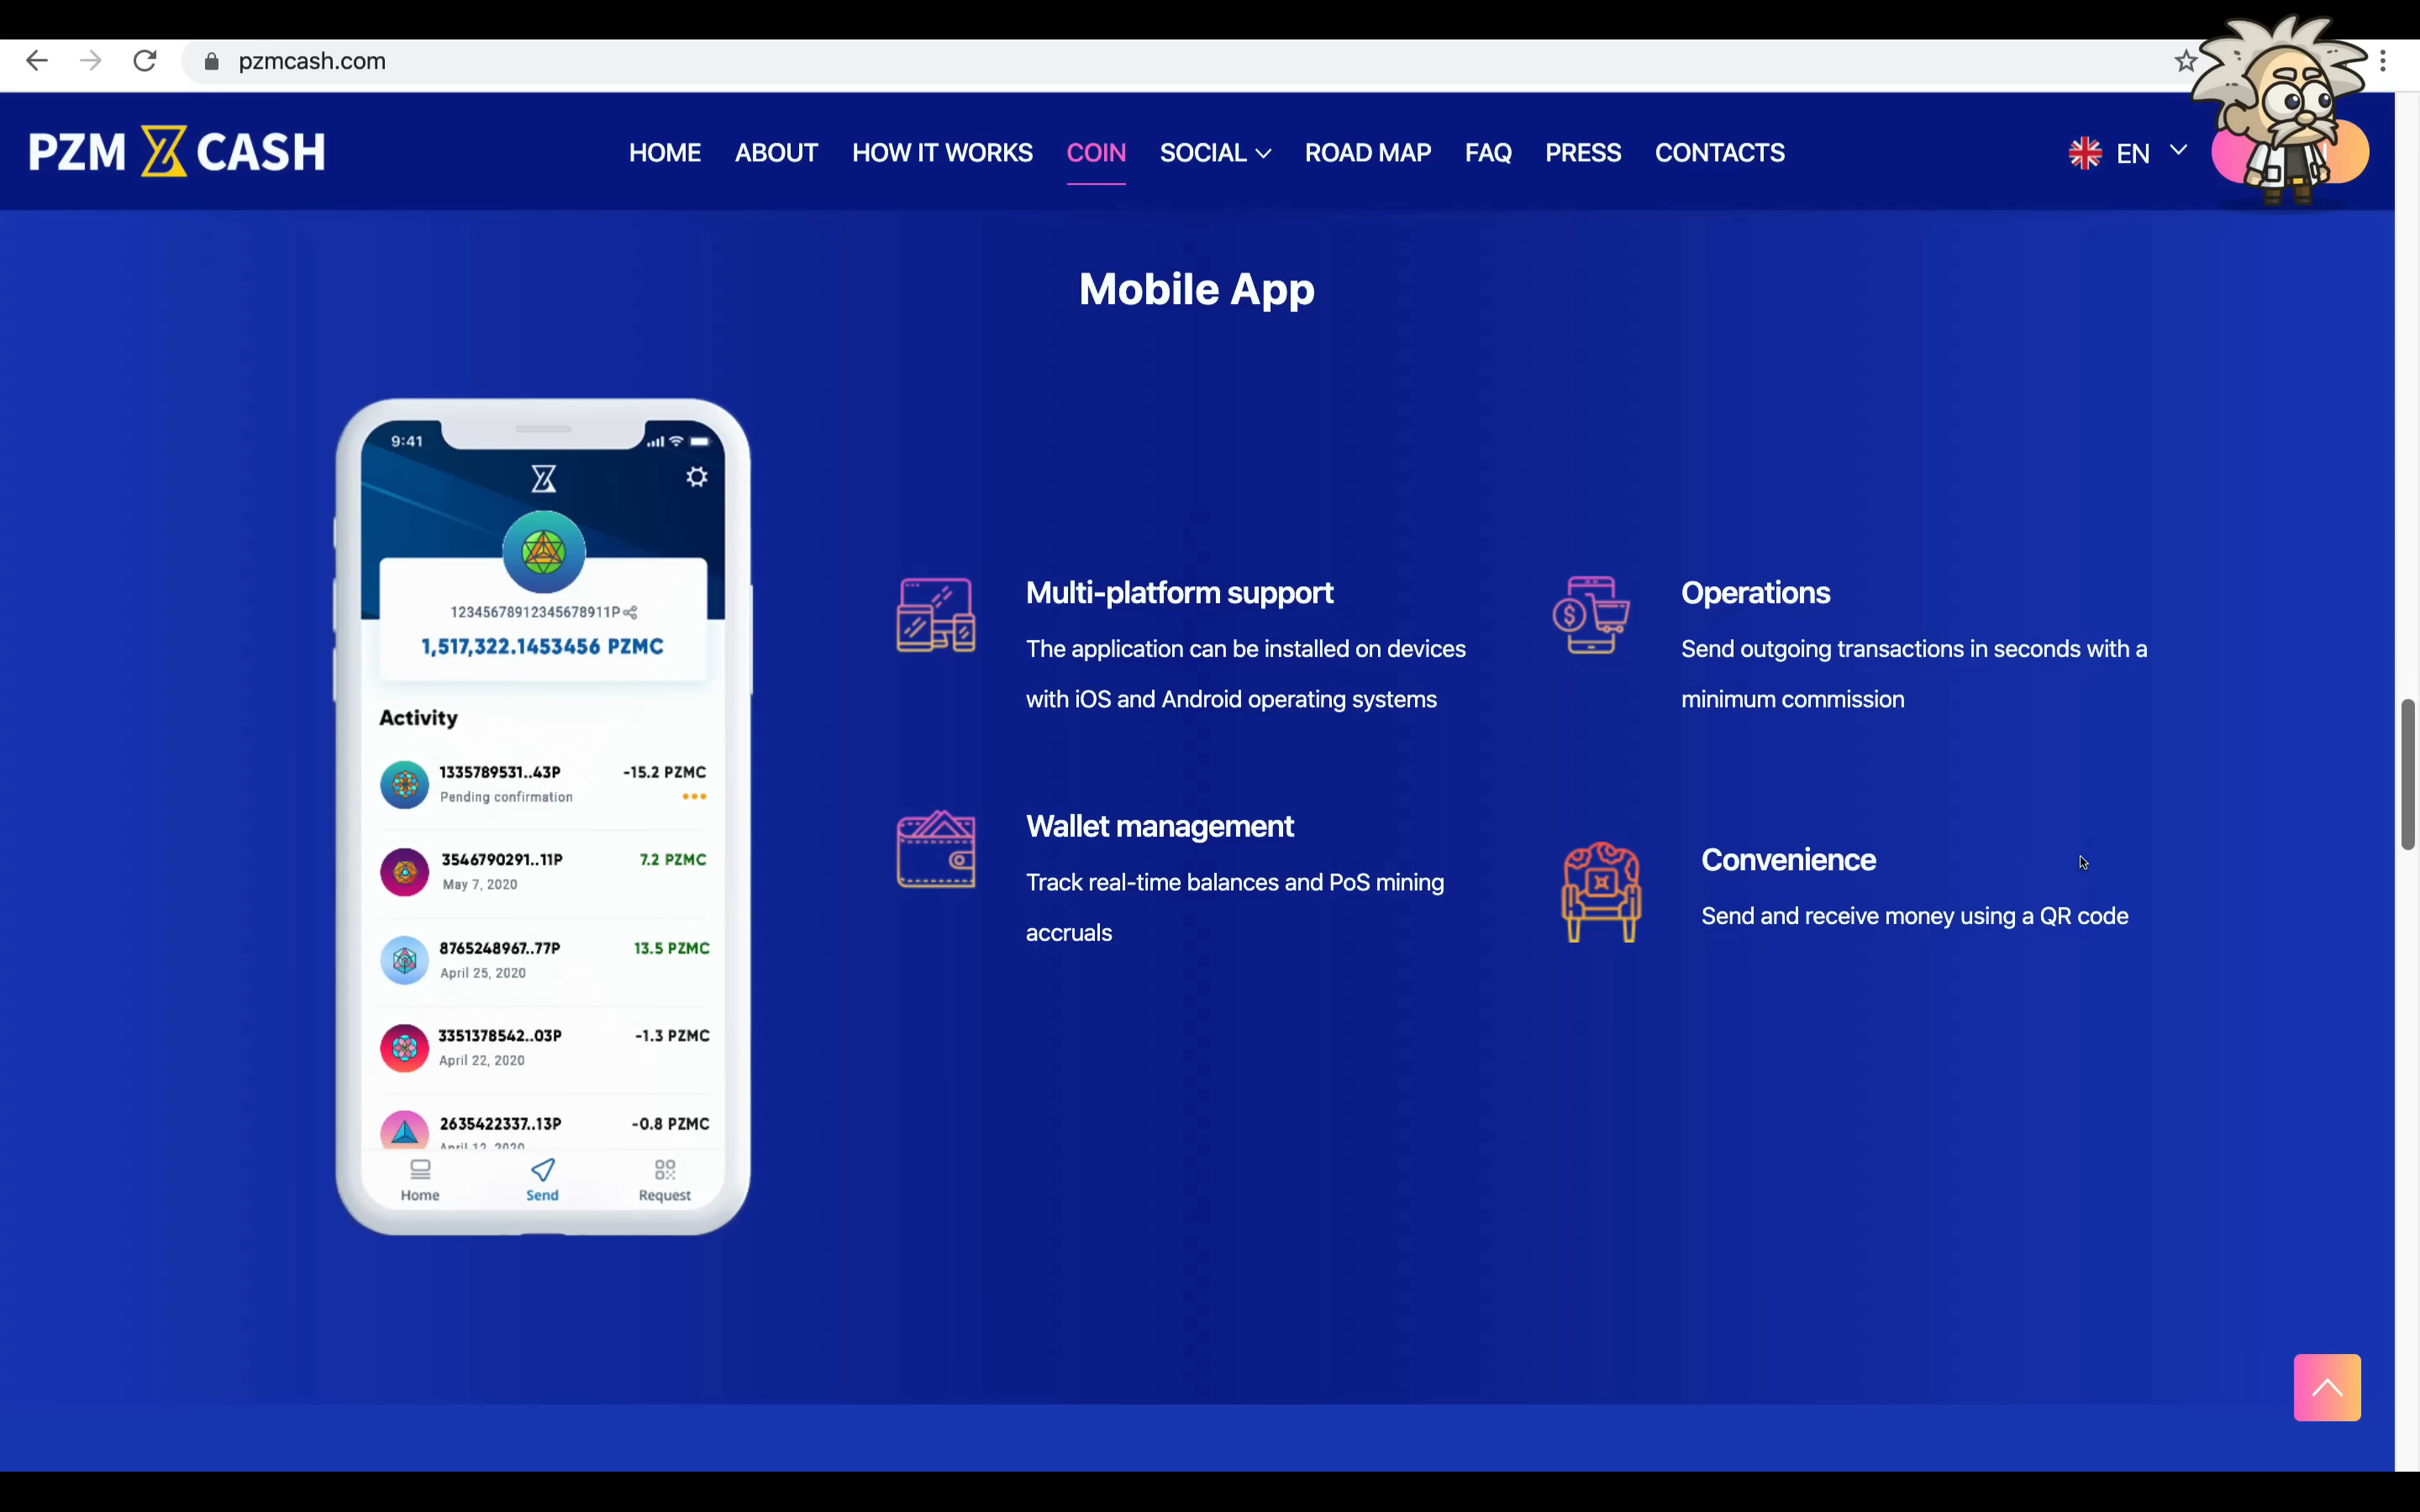 pzmcash.com
PZM CASH
HOME ABOUT HOW IT WORKS COIN SOCIAL ROAD MAP FAQ PRESS CONTACTS
EN
Mobile App
9:41
12345678912345678911P
1,517,322.1453456 PZMC
Activity
1335789531..43P -15.2 PZMC
Pending confirmation
3546790291..11P 7.2 PZMC
May 7, 2020
8765248967..77P 13.5 PZMC
April 25, 2020
3351378542..03P -1.3 PZMC
April 22, 2020
2635422337..13P -0.8 PZMC
April 12, 2020
Home Send Request
Multi-platform support
The application can be installed on devices
with iOS and Android operating systems
Operations
Send outgoing transactions in seconds with a
minimum commission
Wallet management
Track real-time balances and PoS mining
accruals
Convenience
Send and receive money using a QR code